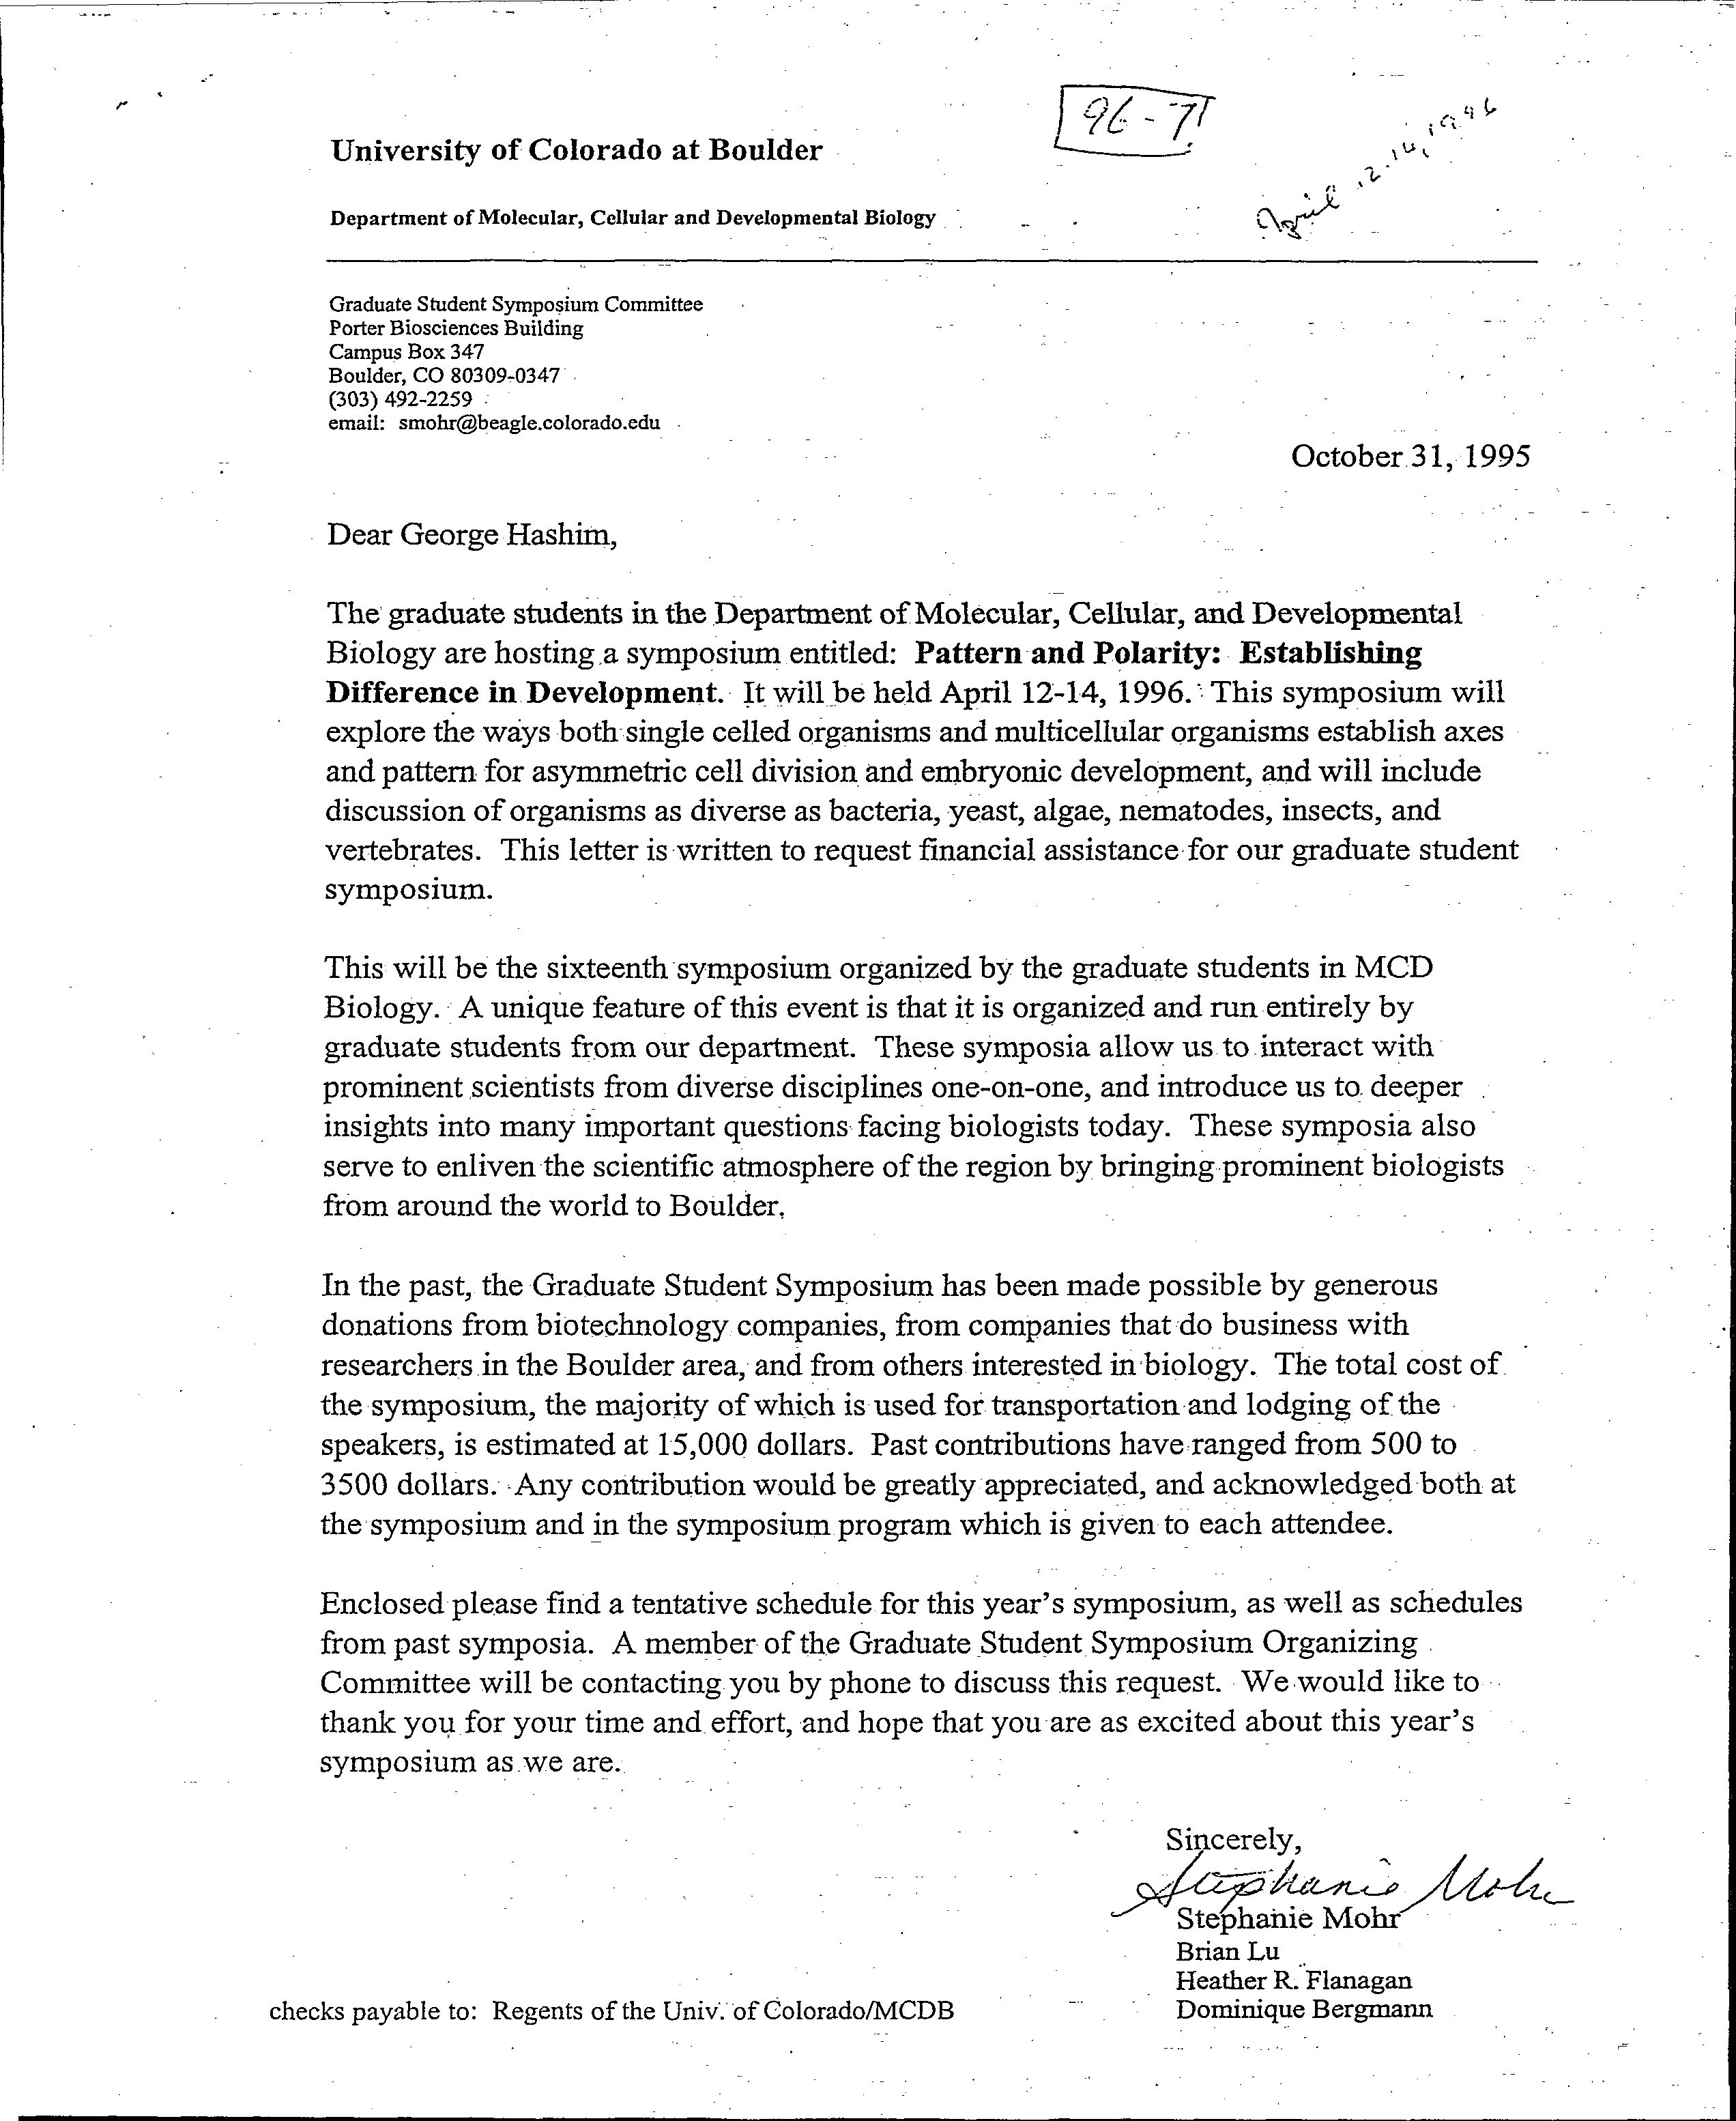 96-71
April 12-14, 1996
University of Colorado at Boulder
Department of Molecular, Cellular and Developmental Biology
Graduate Student Symposium Committee
Porter Biosciences Building
Campus Box 347
Boulder, CO 80309-0347
(303) 492-2259
email: smohr@beagle.colorado.edu
October 31, 1995
Dear George Hashim,
The graduate students in the Department of Molecular, Cellular, and Developmental
Biology are hosting a symposium entitled: Pattern and Polarity: Establishing
Difference in Development. It will be held April 12-14, 1996. This symposium will
explore the ways both single celled organisms and multicellular organisms establish axes
and pattern for asymmetric cell division and embryonic development, and will include
discussion of organisms as diverse as bacteria, yeast, algae, nematodes, insects, and
vertebrates. This letter is written to request financial assistance for our graduate student
symposium.
This will be the sixteenth symposium organized by the graduate students in MCD
Biology. A unique feature of this event is that it is organized and run entirely by
graduate students from our department. These symposia allow us to interact with
prominent scientists from diverse disciplines one-on-one, and introduce us to deeper
insights into many important questions facing biologists today. These symposia also
serve to enliven the scientific atmosphere of the region by bringing prominent biologists
from around the world to Boulder.
In the past, the Graduate Student Symposium has been made possible by generous
donations from biotechnology companies, from companies that do business with
researchers in the Boulder area, and from others interested in biology. The total cost of
the symposium, the majority of which is used for transportation and lodging of the
speakers, is estimated at 15,000 dollars. Past contributions have ranged from 500 to
3500 dollars. Any contribution would be greatly appreciated, and acknowledged both at
the symposium and in the symposium program which is given to each attendee.
Enclosed please find a tentative schedule for this year's symposium, as well as schedules
from past symposia. A member of the Graduate Student Symposium Organizing
Committee will be contacting you by phone to discuss this request. We would like to
thank you for your time and effort, and hope that you are as excited about this year's
symposium as we are.
Sincerely,
Stephanie Mohr
Stephanie Mohr
Brian Lu
Heather R. Flanagan
Dominique Bergmann
checks payable to: Regents of the Univ. of Colorado/MCDB